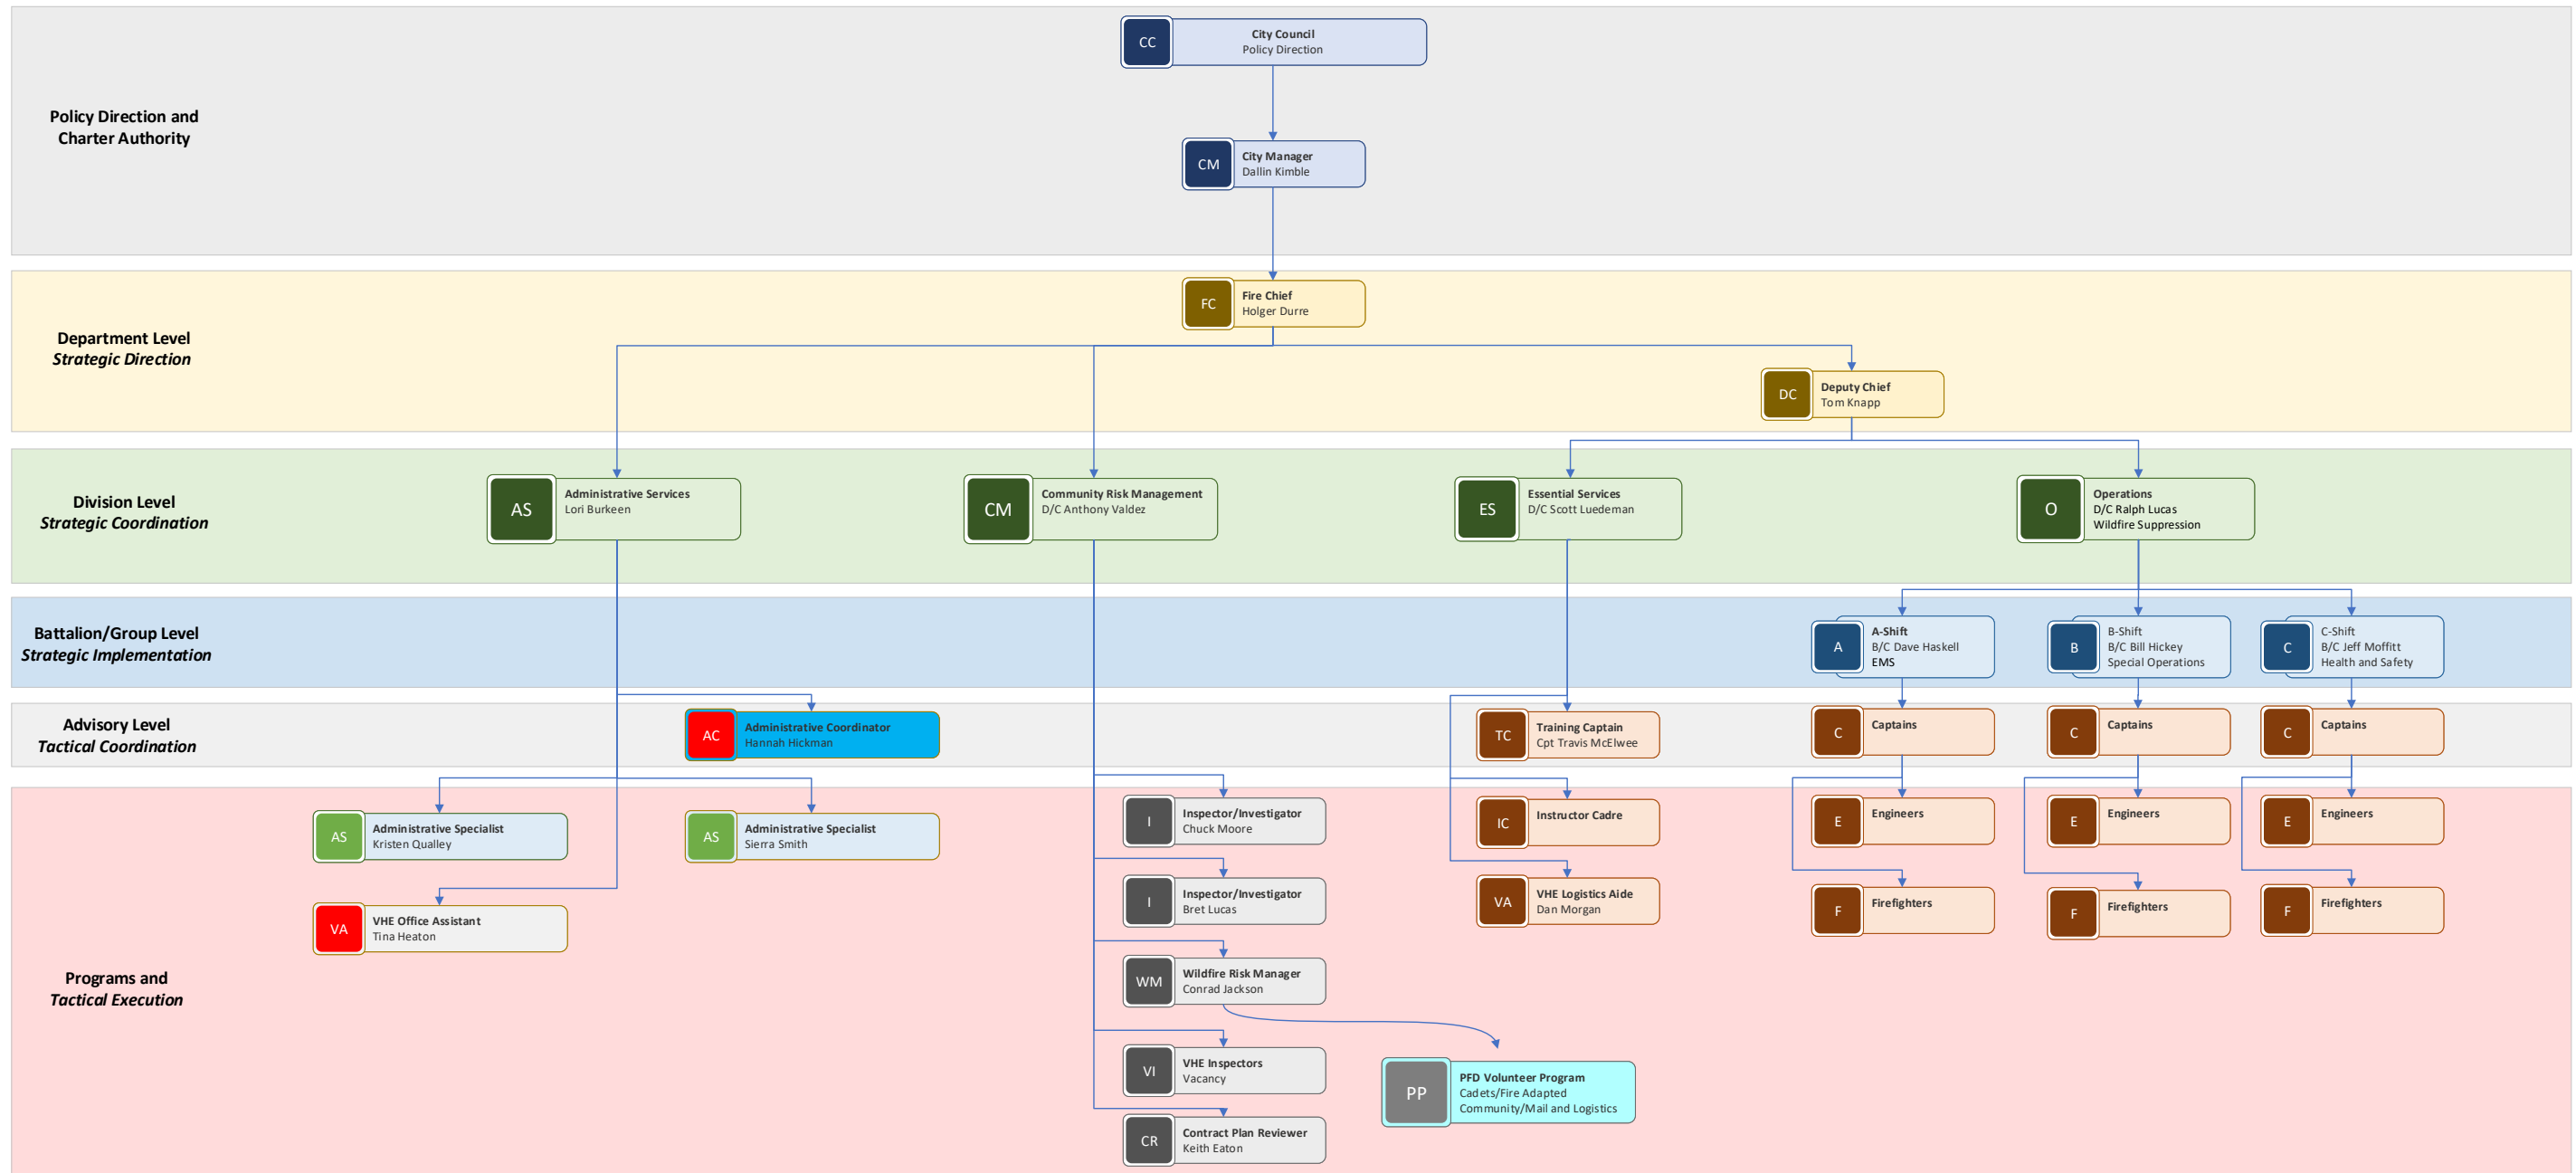 Policy Direction and
Charter Authority
CC
City Council
Policy Direction
CM
City Manager
Dallin Kimble
Department Level
Strategic Direction
FC
Fire Chief
Holger Durre
DC
Deputy Chief
Tom Knapp
Division Level
Strategic Coordination
AS
Administrative Services
Lori Burkeen
CM
Community Risk Management
D/C Anthony Valdez
ES
Essential Services
D/C Scott Luedeman
O
Operations
D/C Ralph Lucas
Wildfire Suppression
Battalion/Group Level
Strategic Implementation
A
A-Shift
B/C Dave Haskell
EMS
B
B-Shift
B/C Bill Hickey
Special Operations
C
C-Shift
B/C Jeff Moffitt
Health and Safety
Advisory Level
Tactical Coordination
AC
Administrative Coordinator
Hannah Hickman
TC
Training Captain
Cpt Travis McElwee
C
Captains
C
Captains
C
Captains
Programs and
Tactical Execution
AS
Administrative Specialist
Kristen Qualley
AS
Administrative Specialist
Sierra Smith
VA
VHE Office Assistant
Tina Heaton
I
Inspector/Investigator
Chuck Moore
I
Inspector/Investigator
Bret Lucas
WM
Wildfire Risk Manager
Conrad Jackson
VI
VHE Inspectors
Vacancy
CR
Contract Plan Reviewer
Keith Eaton
IC
Instructor Cadre
VA
VHE Logistics Aide
Dan Morgan
PP
PFD Volunteer Program
Cadets/Fire Adapted
Community/Mail and Logistics
E
Engineers
E
Engineers
E
Engineers
F
Firefighters
F
Firefighters
F
Firefighters